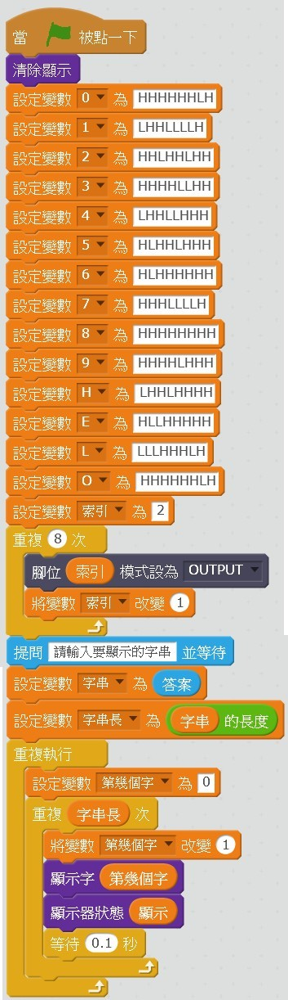 當 被點一下
清除顯示
設定變數 0 為 HHHHHHLH
設定變數 1 為 LHHLLLLH
設定變數 2 為 HHLHHLHH
設定變數 3 為 HHHHLLHH
設定變數 4 為 LHHLLHHH
設定變數 5 為 HLHHLHHH
設定變數 6 為 HLHHHHHH
設定變數 7 為 HHHLLLLH
設定變數 8 為 HHHHHHHH
設定變數 9 為 HHHHLHHH
設定變數 H 為 LHHLHHHH
設定變數 E 為 HLLHHHHH
設定變數 L 為 LLLHHHLH
設定變數 O 為 HHHHHHLH
設定變數 索引 為 2
重複 8 次
腳位 索引 模式設為 OUTPUT
將變數 索引 改變 1
提問 請輸入要顯示的字串 並等待
設定變數 字串 為 答案
設定變數 字串長 為 字串 的長度
重複執行
設定變數 第幾個字 為 0
重複 字串長 次
將變數 第幾個字 改變 1
顯示字 第幾個字
顯示器狀態 顯示
等待 0.1 秒